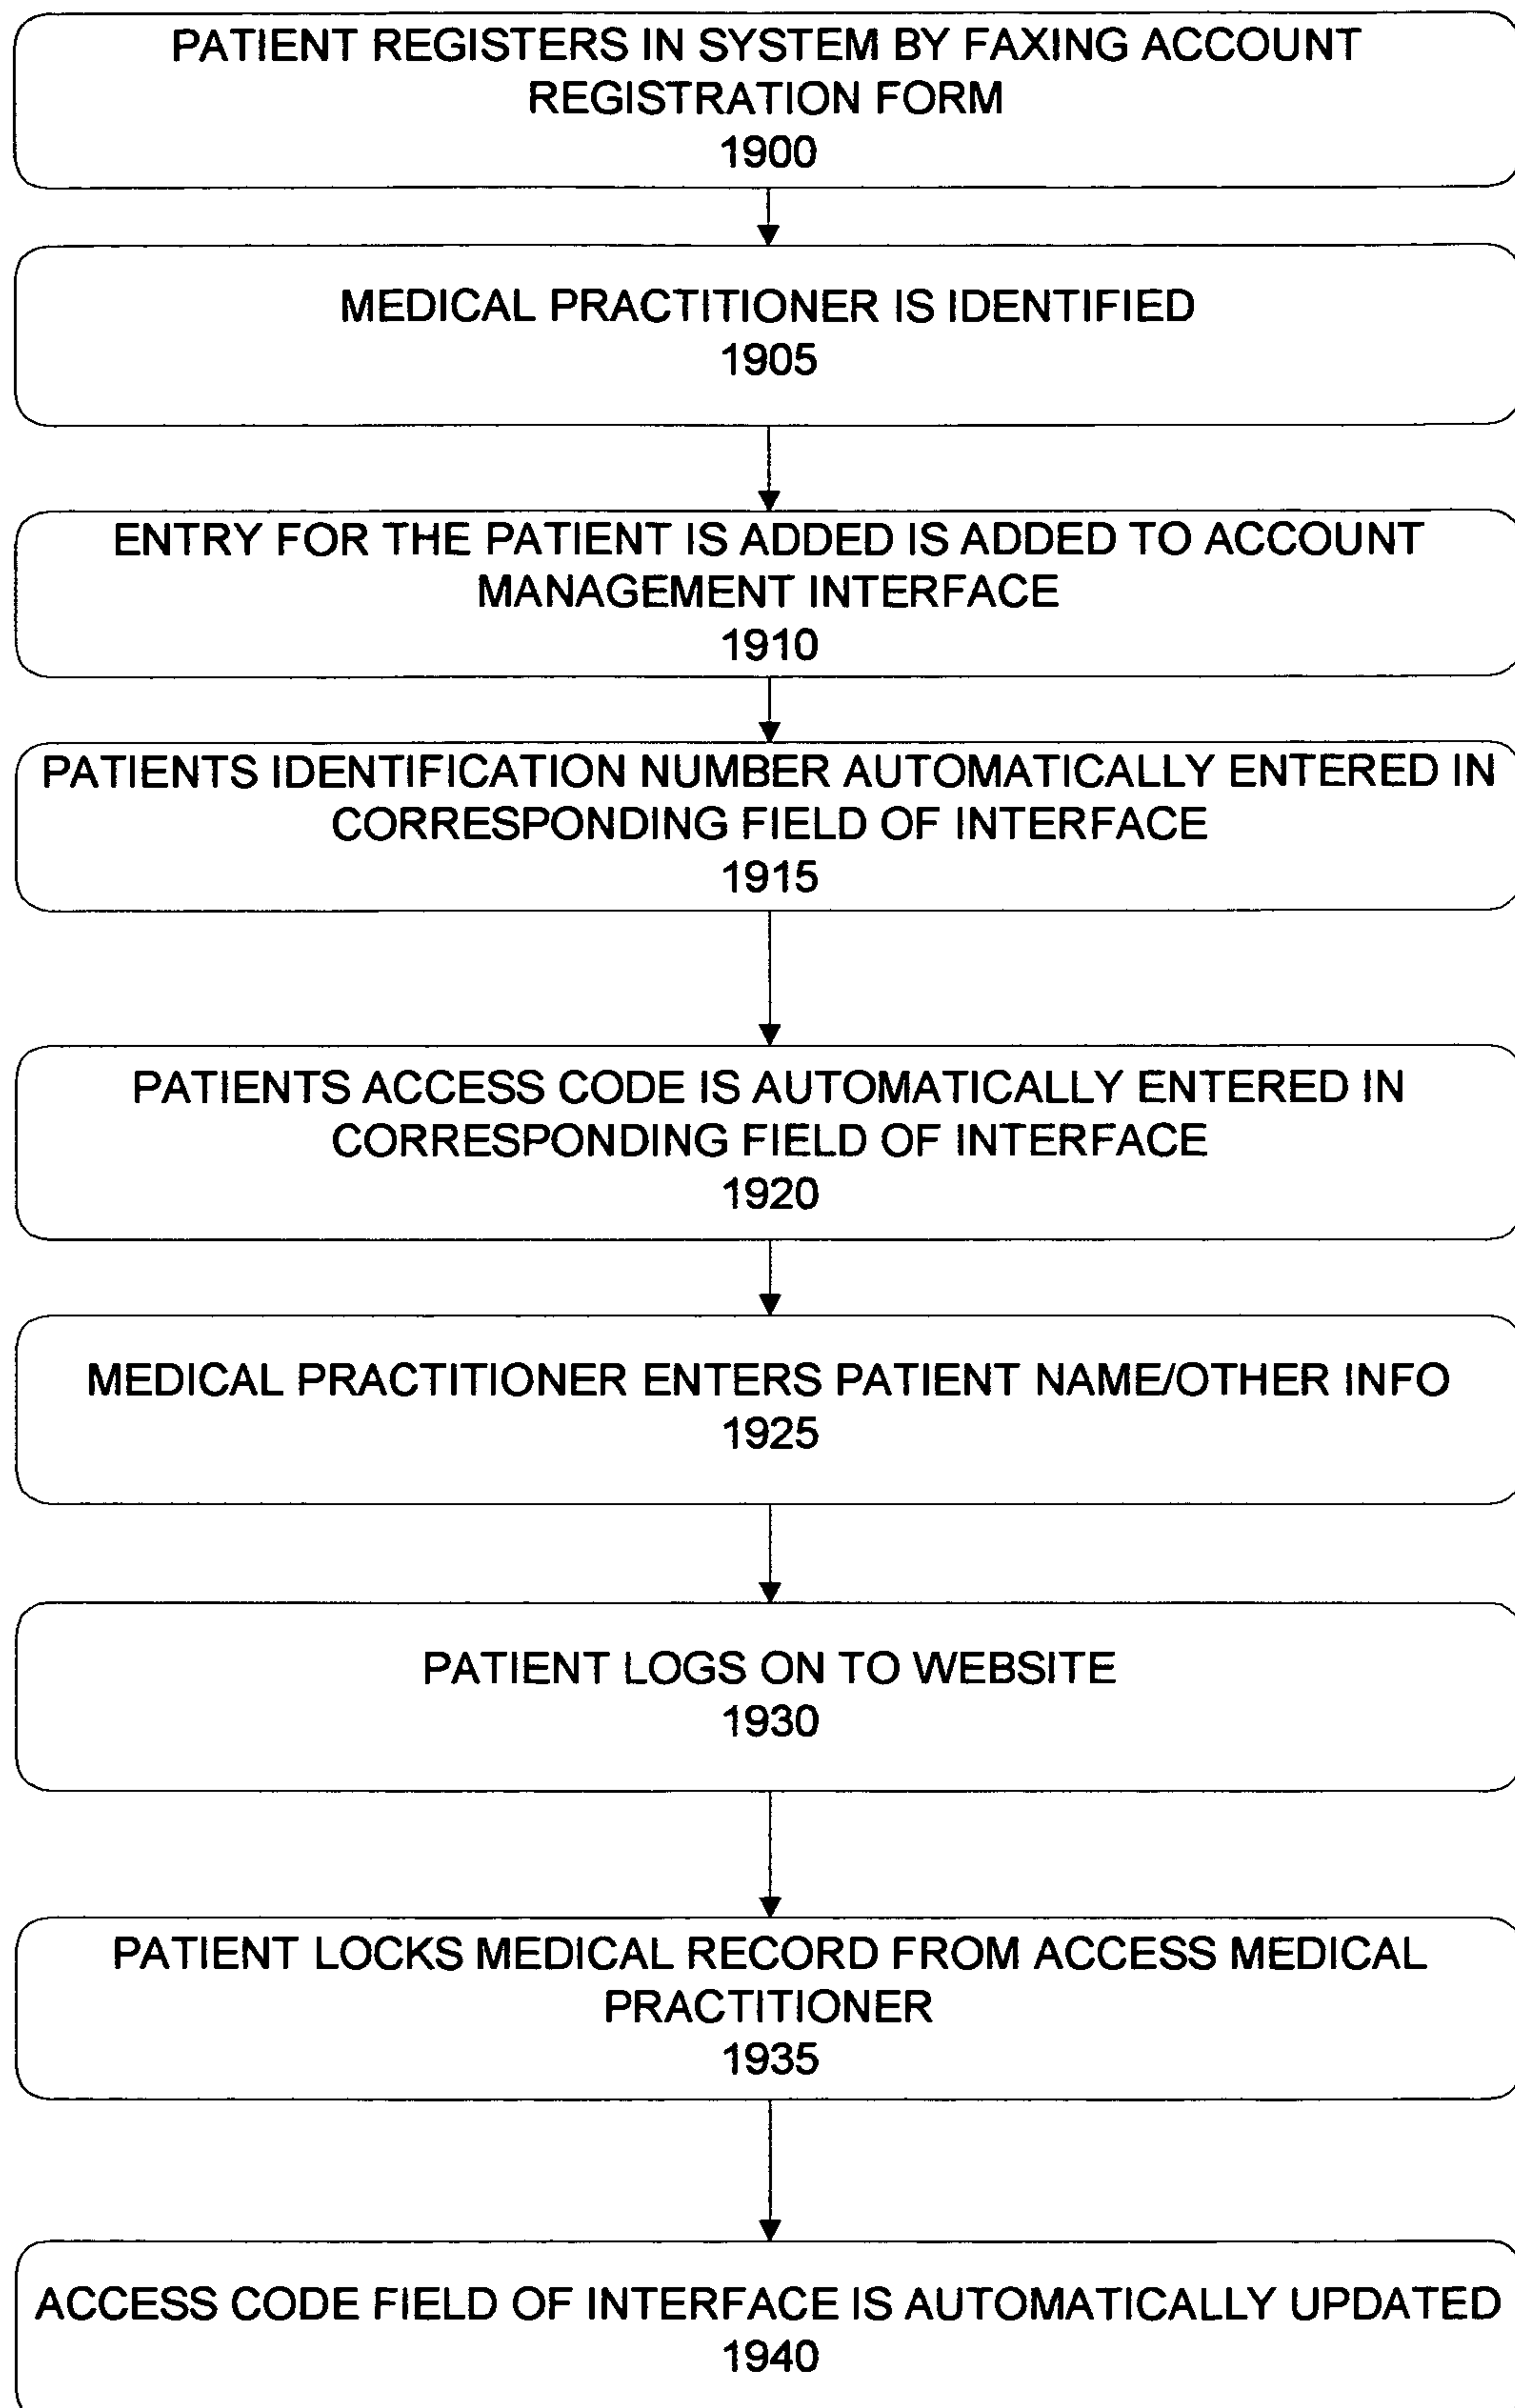 PATIENT REGISTERS IN SYSTEM BY FAXING ACCOUNT
REGISTRATION FORM
1900
MEDICAL PRACTITIONER IS IDENTIFIED
1905
ENTRY FOR THE PATIENT IS ADDED IS ADDED TO ACCOUNT
MANAGEMENT INTERFACE
1910
PATIENTS IDENTIFICATION NUMBER AUTOMATICALLY ENTERED IN
CORRESPONDING FIELD OF INTERFACE
1915
PATIENTS ACCESS CODE IS AUTOMATICALLY ENTERED IN
CORRESPONDING FIELD OF INTERFACE
1920
MEDICAL PRACTITIONER ENTERS PATIENT NAME/OTHER INFO
1925
PATIENT LOGS ON TO WEBSITE
1930
PATIENT LOCKS MEDICAL RECORD FROM ACCESS MEDICAL
PRACTITIONER
1935
ACCESS CODE FIELD OF INTERFACE IS AUTOMATICALLY UPDATED
1940